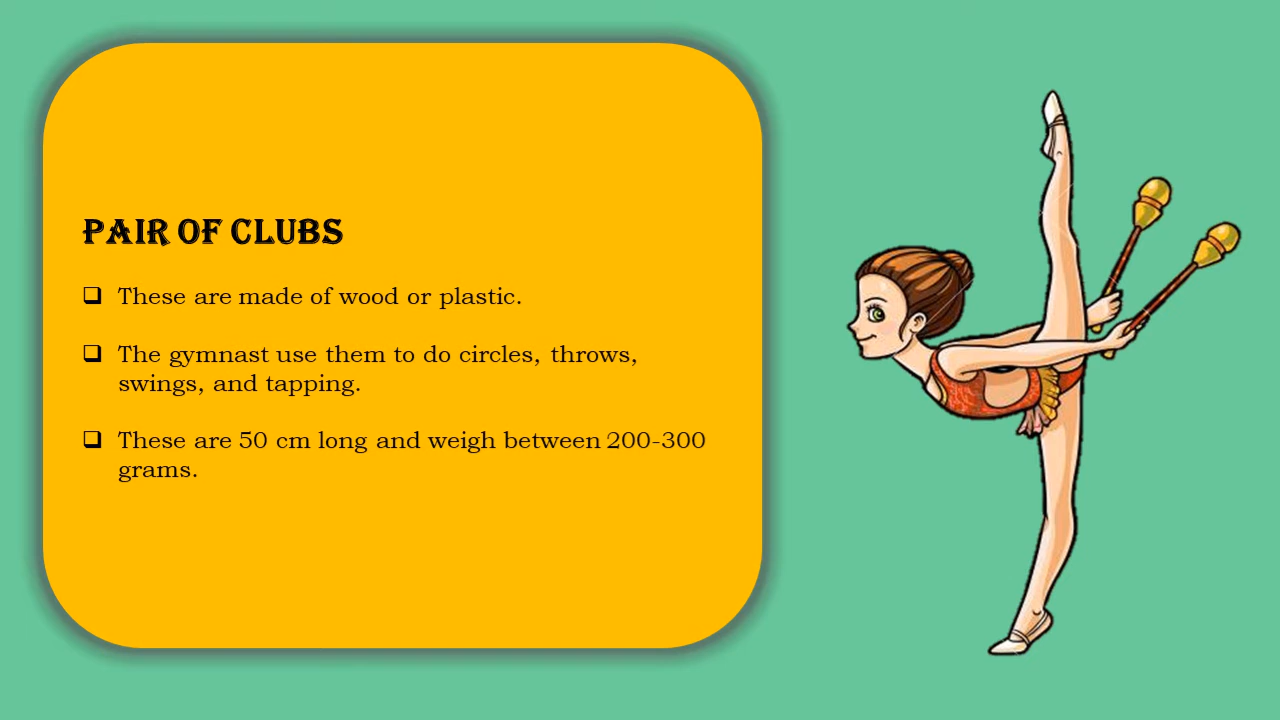 PAIR OF CLUBS
❑ These are made of wood or plastic.
❑ The gymnast use them to do circles, throws,
swings, and tapping.
❑ These are 50 cm long and weigh between 200-300
grams.